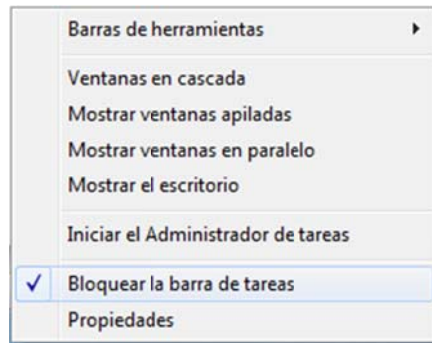 Barras de herramientas
Ventanas en cascada
Mostrar ventanas apiladas
Mostrar ventanas en paralelo
Mostrar el escritorio
Iniciar el Administrador de tareas
Bloquear la barra de tareas
Propiedades